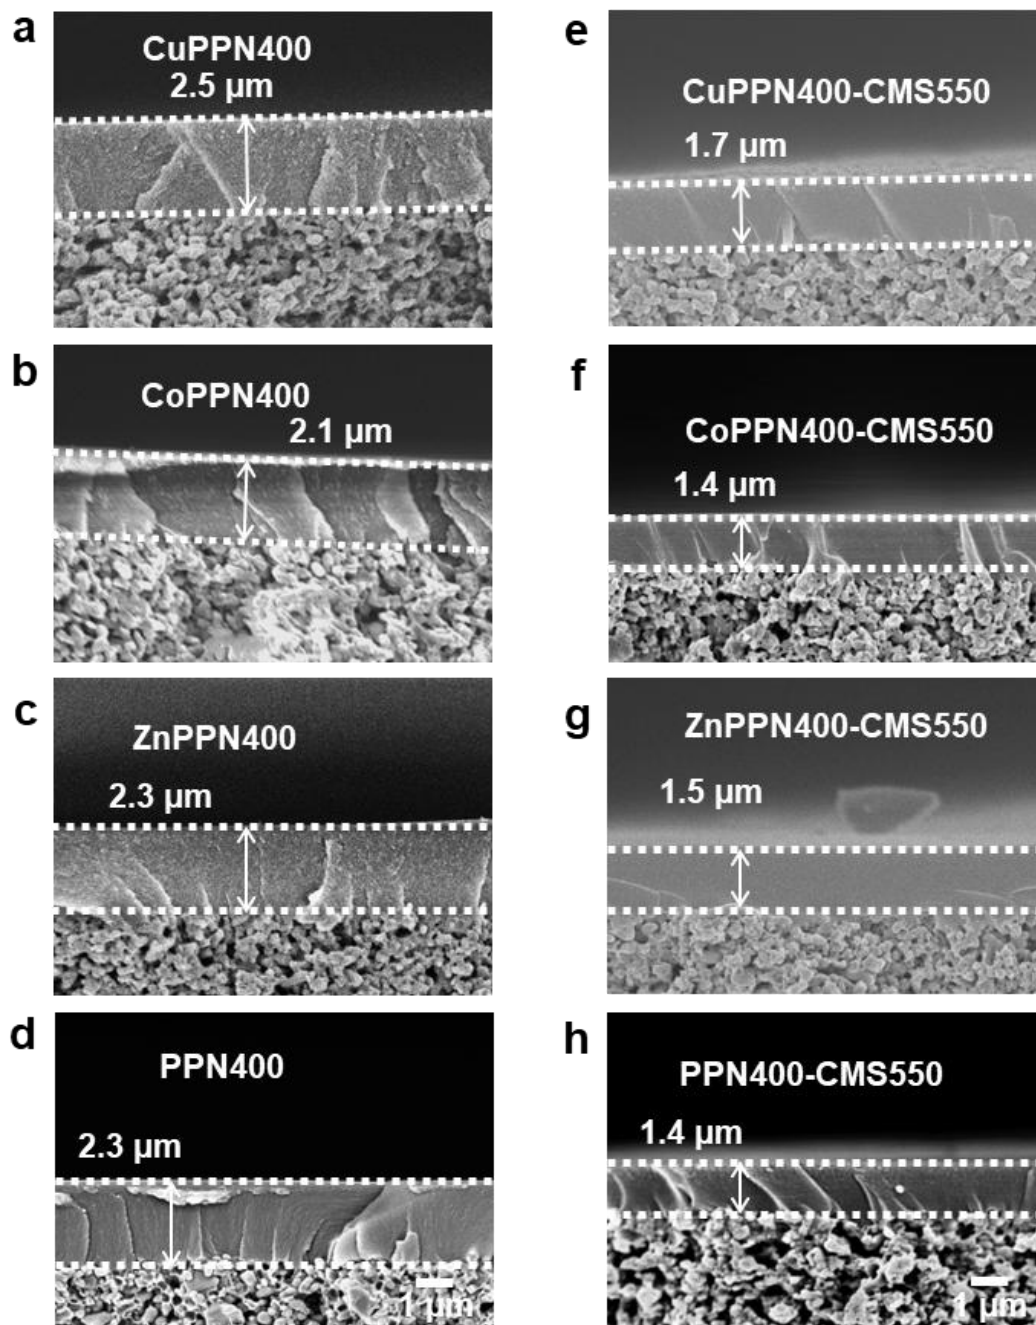 a
CuPPN400
2.5 µm
b
CoPPN400
2.1 µm
c
ZnPPN400
2.3 µm
d
PPN400
2.3 µm
1 µm
e
CuPPN400-CMS550
1.7 µm
f
CoPPN400-CMS550
1.4 µm
g
ZnPPN400-CMS550
1.5 µm
h
PPN400-CMS550
1.4 µm
1 µm